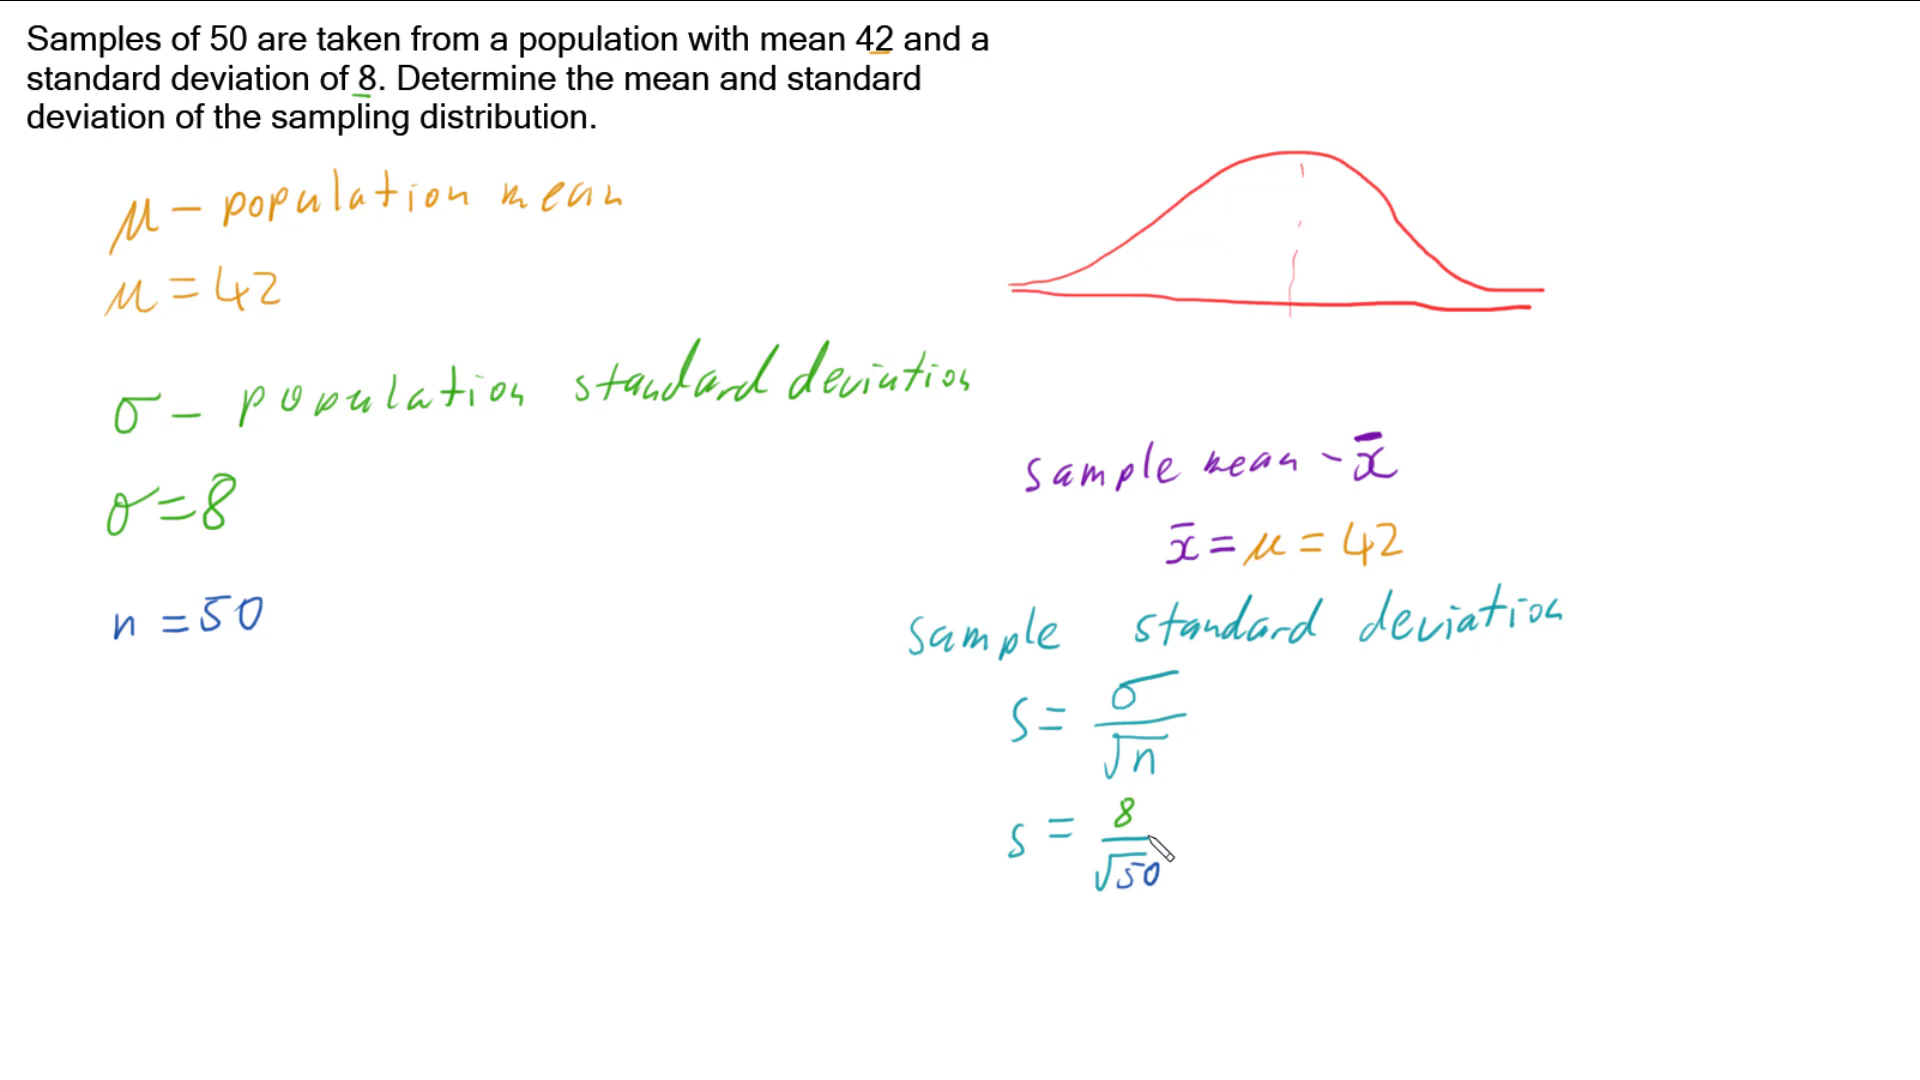 Samples of 50 are taken from a population with mean 42 and a
standard deviation of 8. Determine the mean and standard
deviation of the sampling distribution.
μ – population mean
μ = 42
σ – population standard deviation
σ = 8
n = 50
sample mean - x̄
x̄ = μ = 42
sample standard deviation
s = σ/√n
s = 8/√50